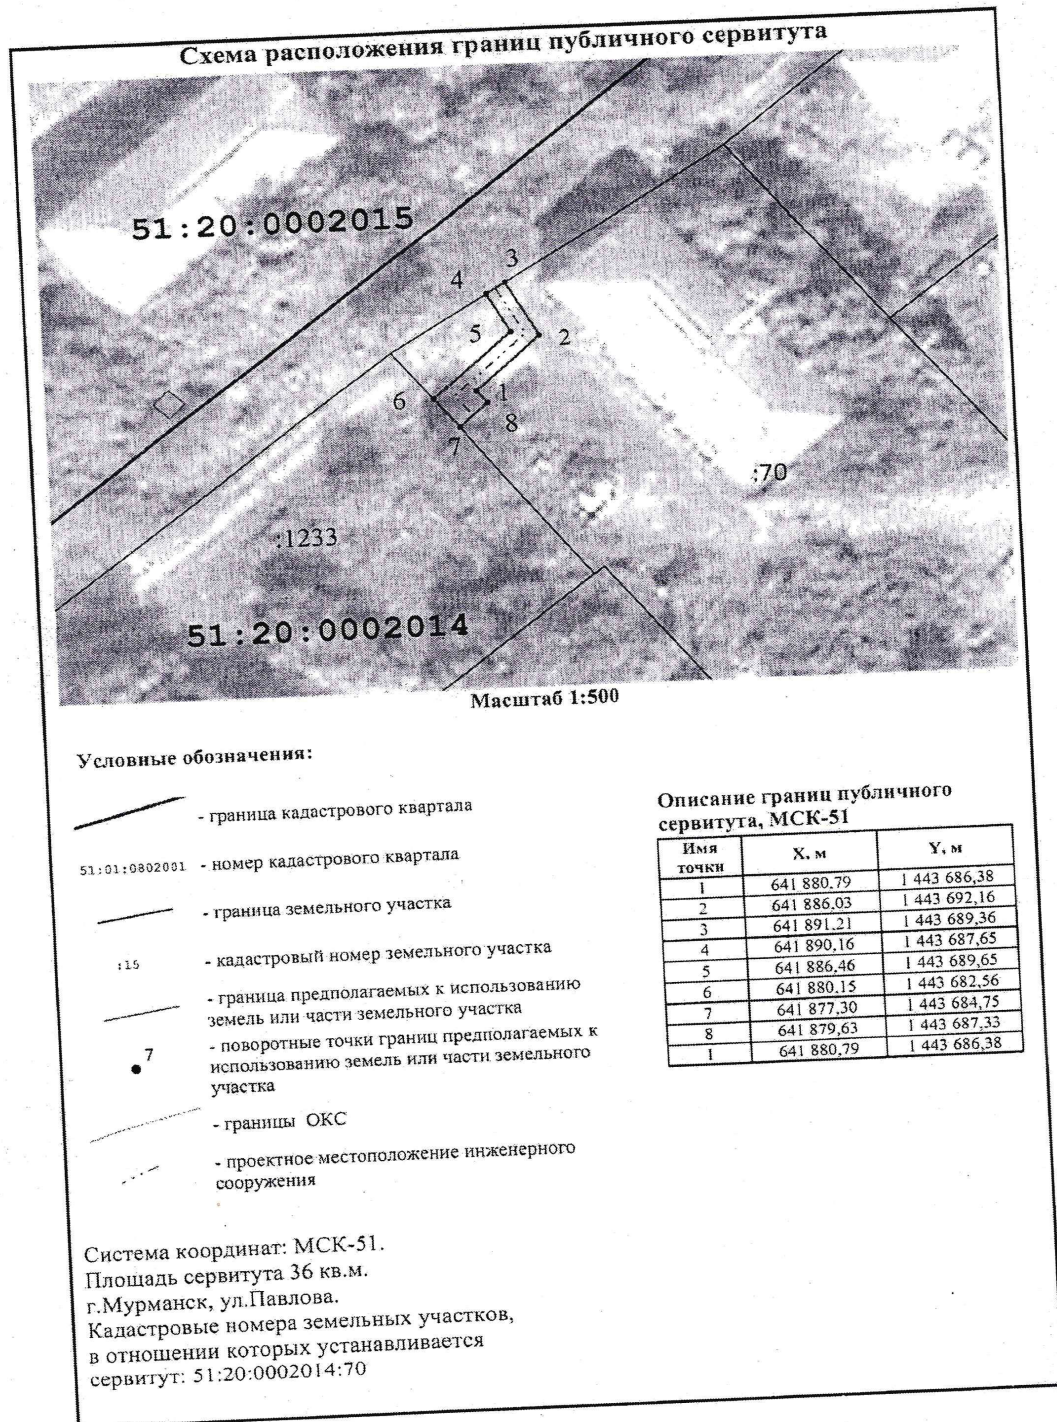 Схема расположения границ публичного сервитута
51:20:0002015
3
4
5
2
1
6
8
7
:70
:1233
51:20:0002014
Масштаб 1:500
Условные обозначения:
- граница кадастрового квартала
51:01:0802001 - номер кадастрового квартала
- граница земельного участка
:15 - кадастровый номер земельного участка
- граница предполагаемых к использованию
земель или части земельного участка
7 - поворотные точки границ предполагаемых к
использованию земель или части земельного
участка
- границы ОКС
- проектное местоположение инженерного
сооружения
Описание границ публичного
сервитута, МСК-51
Имя точки X, м Y, м
1 641 880,79 1 443 686,38
2 641 886,03 1 443 692,16
3 641 891,21 1 443 689,36
4 641 890,16 1 443 687,65
5 641 886,46 1 443 689,65
6 641 880,15 1 443 682,56
7 641 877,30 1 443 684,75
8 641 879,63 1 443 687,33
1 641 880,79 1 443 686,38
Система координат: МСК-51.
Площадь сервитута 36 кв.м.
г.Мурманск, ул.Павлова.
Кадастровые номера земельных участков,
в отношении которых устанавливается
сервитут: 51:20:0002014:70